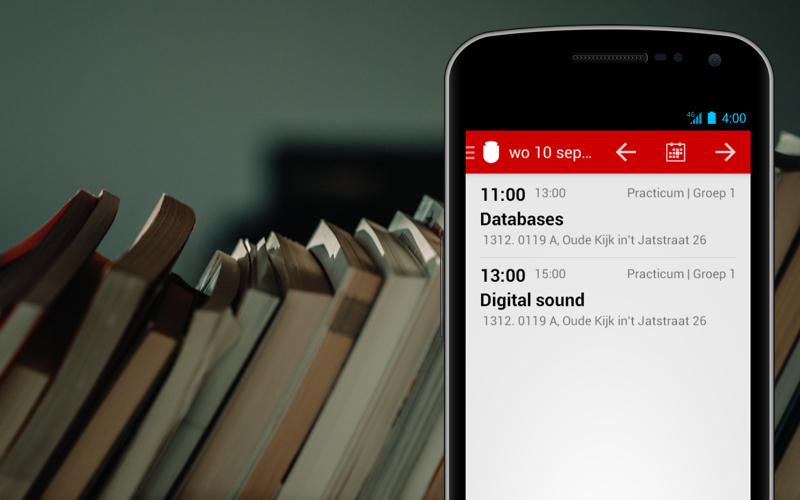 4G 4:00
wo 10 sep...
11:00 13:00 Practicum | Groep 1
Databases
1312. 0119 A, Oude Kijk in't Jatstraat 26
13:00 15:00 Practicum | Groep 1
Digital sound
1312. 0119 A, Oude Kijk in't Jatstraat 26